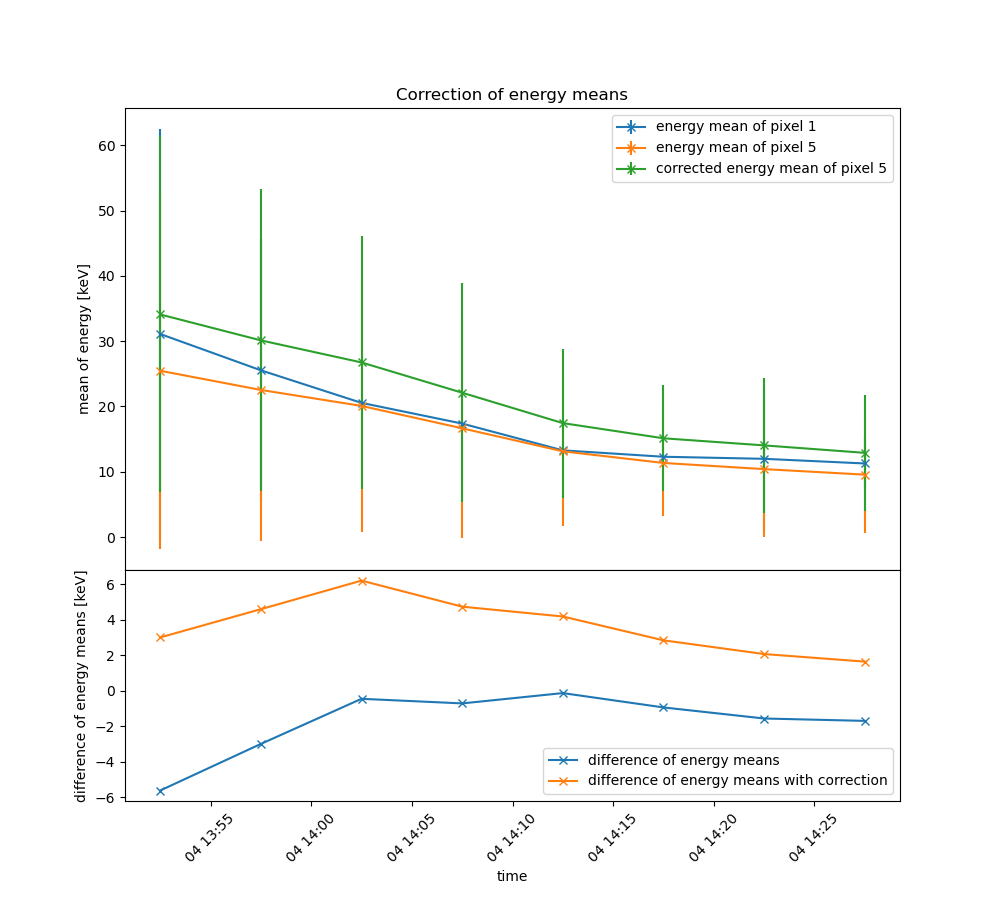 Correction of energy means
energy mean of pixel 1
energy mean of pixel 5
corrected energy mean of pixel 5
mean of energy [keV]
60
50
40
30
20
10
0
difference of energy means [keV]
6
4
2
0
−2
−4
−6
difference of energy means
difference of energy means with correction
04 13:55
04 14:00
04 14:05
04 14:10
04 14:15
04 14:20
04 14:25
time